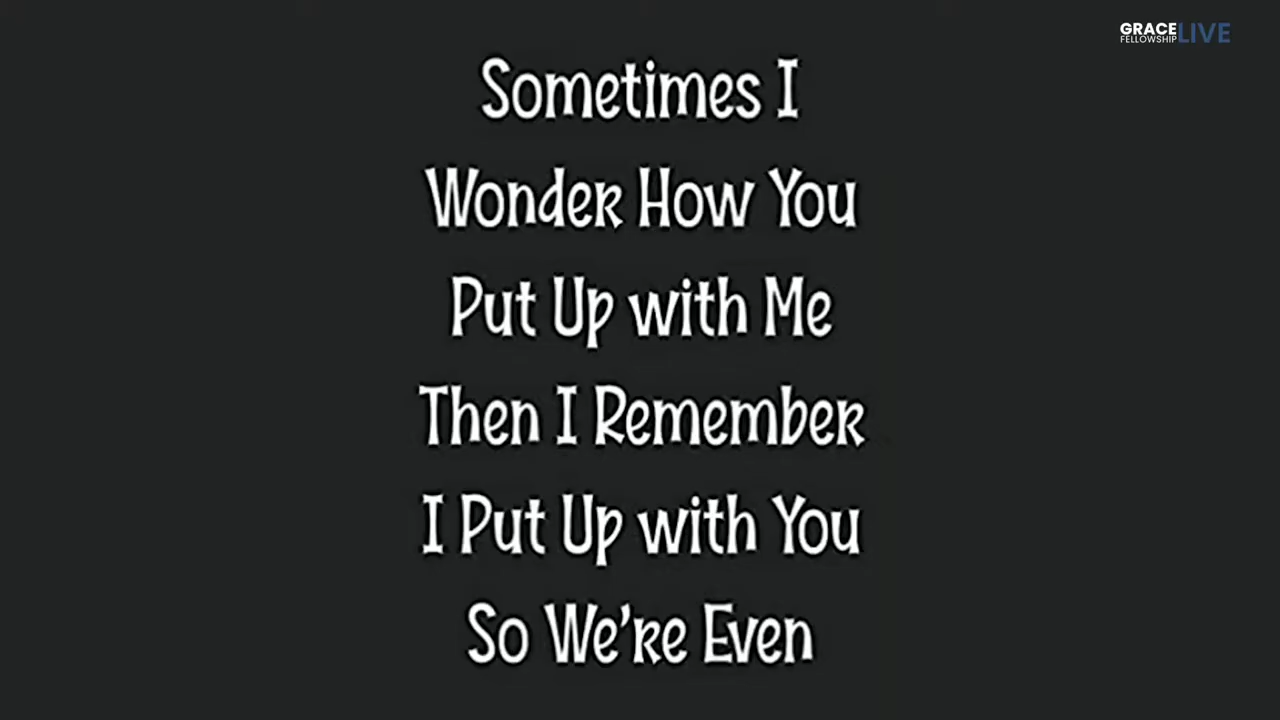 GRACE
FELLOWSHIP LIVE
Sometimes I
Wonder How You
Put Up with Me
Then I Remember
I Put Up with You
So We're Even